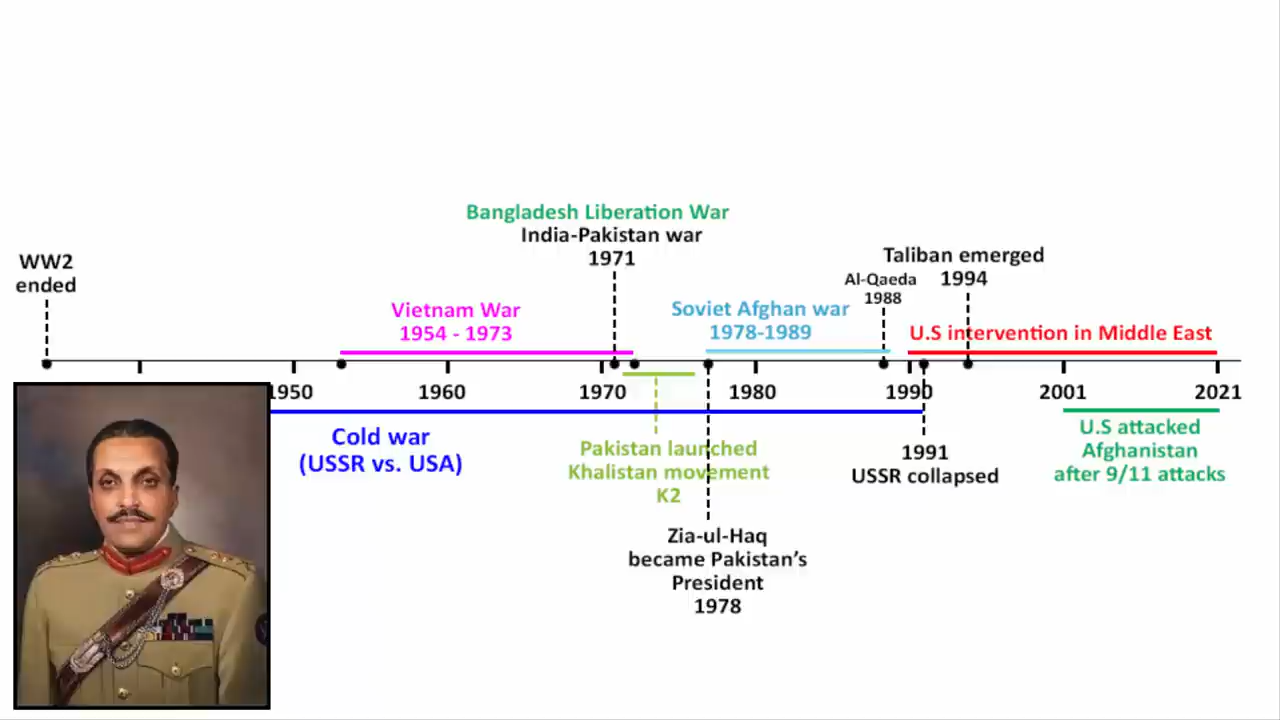 Bangladesh Liberation War
India-Pakistan war
1971
WW2
ended
Taliban emerged
1994
Al-Qaeda
1988
Vietnam War
1954 - 1973
Soviet Afghan war
1978-1989
U.S intervention in Middle East
1950
1960
1970
1980
1990
2001
2021
Cold war
(USSR vs. USA)
Pakistan launched
Khalistan movement
K2
1991
USSR collapsed
U.S attacked
Afghanistan
after 9/11 attacks
Zia-ul-Haq
became Pakistan's
President
1978